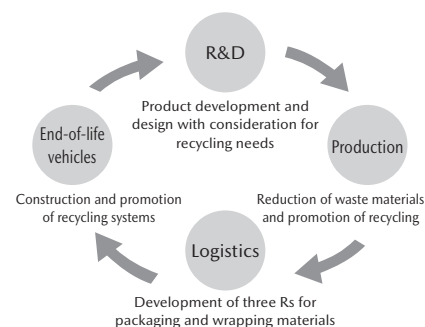 R&D
Product development and
design with consideration for
recycling needs
Production
Reduction of waste materials
and promotion of recycling
Logistics
Development of three Rs for
packaging and wrapping materials
End-of-life
vehicles
Construction and promotion
of recycling systems